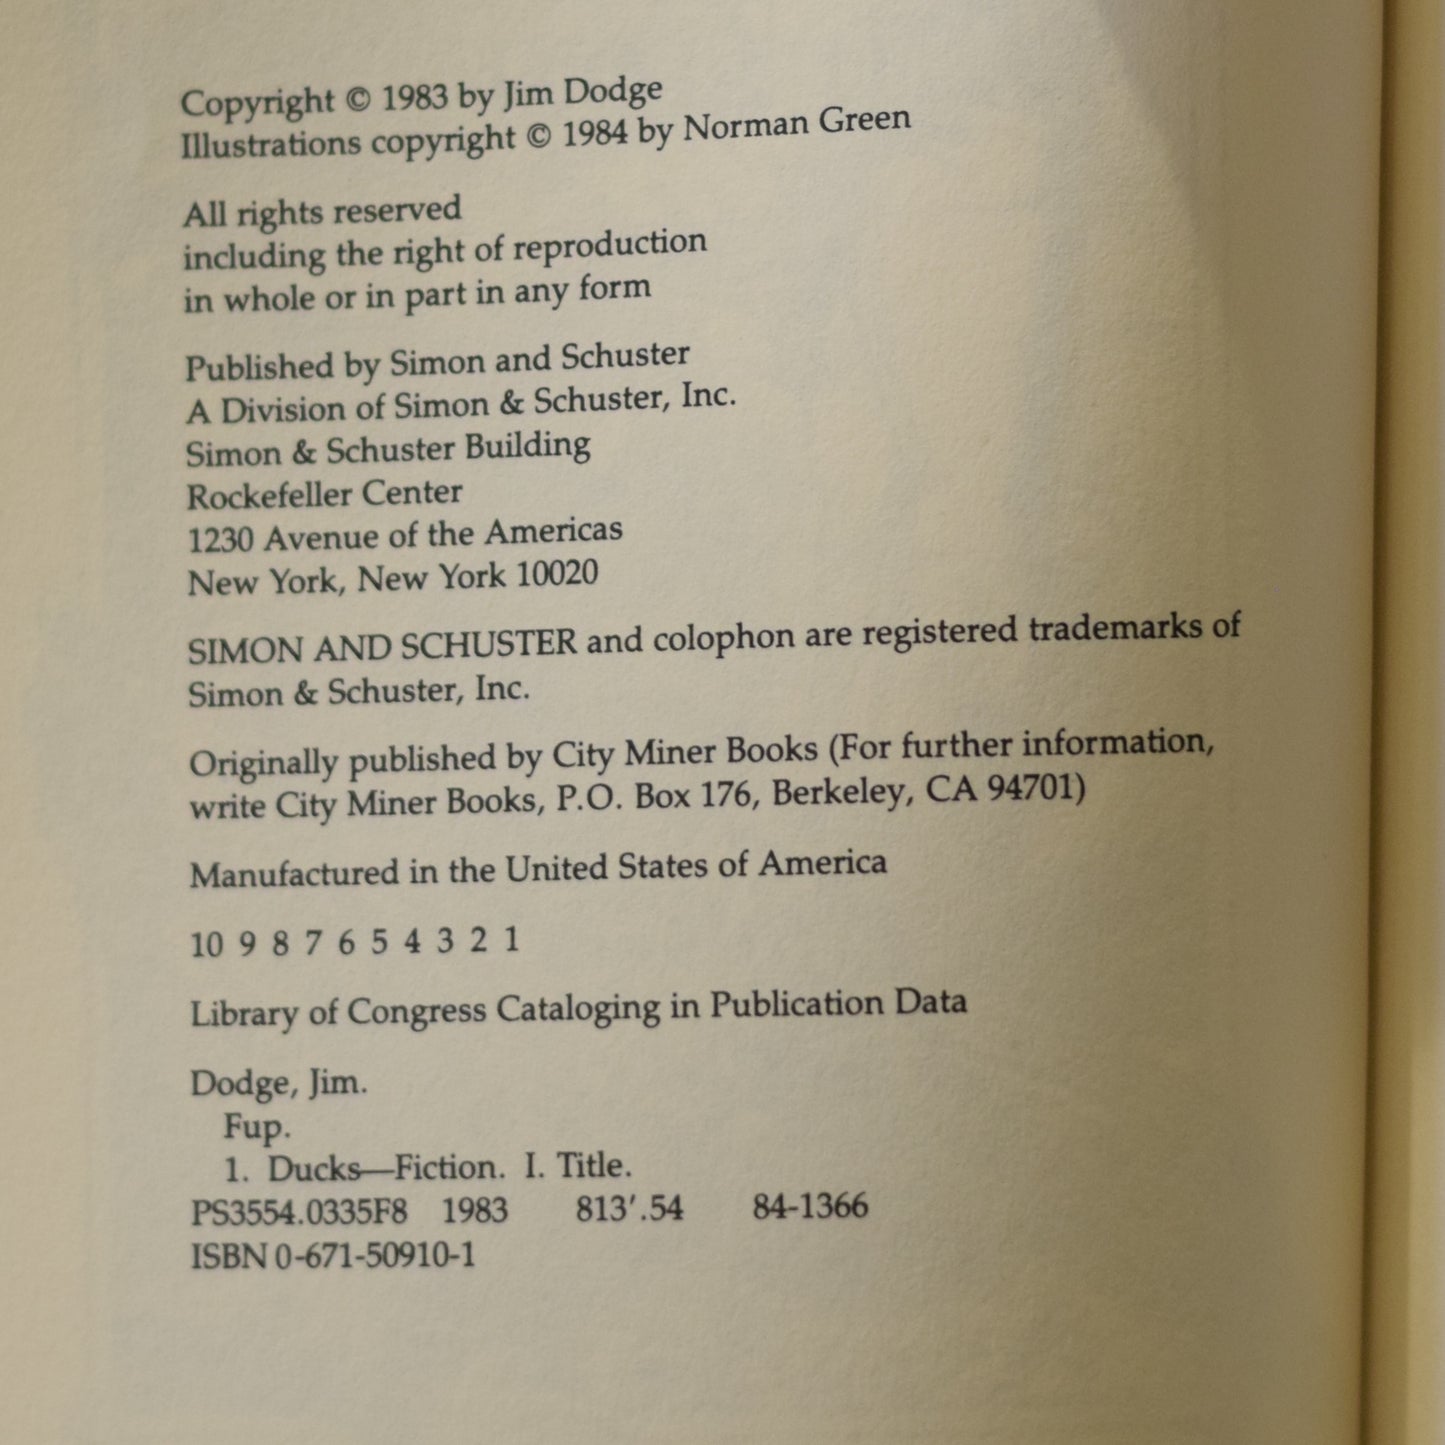 Copyright © 1983 by Jim Dodge
Illustrations copyright © 1984 by Norman Green
All rights reserved
including the right of reproduction
in whole or in part in any form
Published by Simon and Schuster
A Division of Simon & Schuster, Inc.
Simon & Schuster Building
Rockefeller Center
1230 Avenue of the Americas
New York, New York 10020
SIMON AND SCHUSTER and colophon are registered trademarks of
Simon & Schuster, Inc.
Originally published by City Miner Books (For further information,
write City Miner Books, P.O. Box 176, Berkeley, CA 94701)
Manufactured in the United States of America
10 9 8 7 6 5 4 3 2 1
Library of Congress Cataloging in Publication Data
Dodge, Jim.
Fup.
1. Ducks—Fiction. I. Title.
PS3554.0335F8 1983 813'.54 84-1366
ISBN 0-671-50910-1